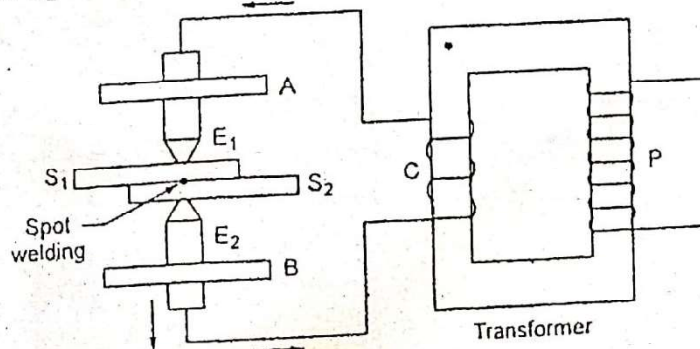 A
E1
S1
S2
Spot
welding
E2
B
C
P
Transformer